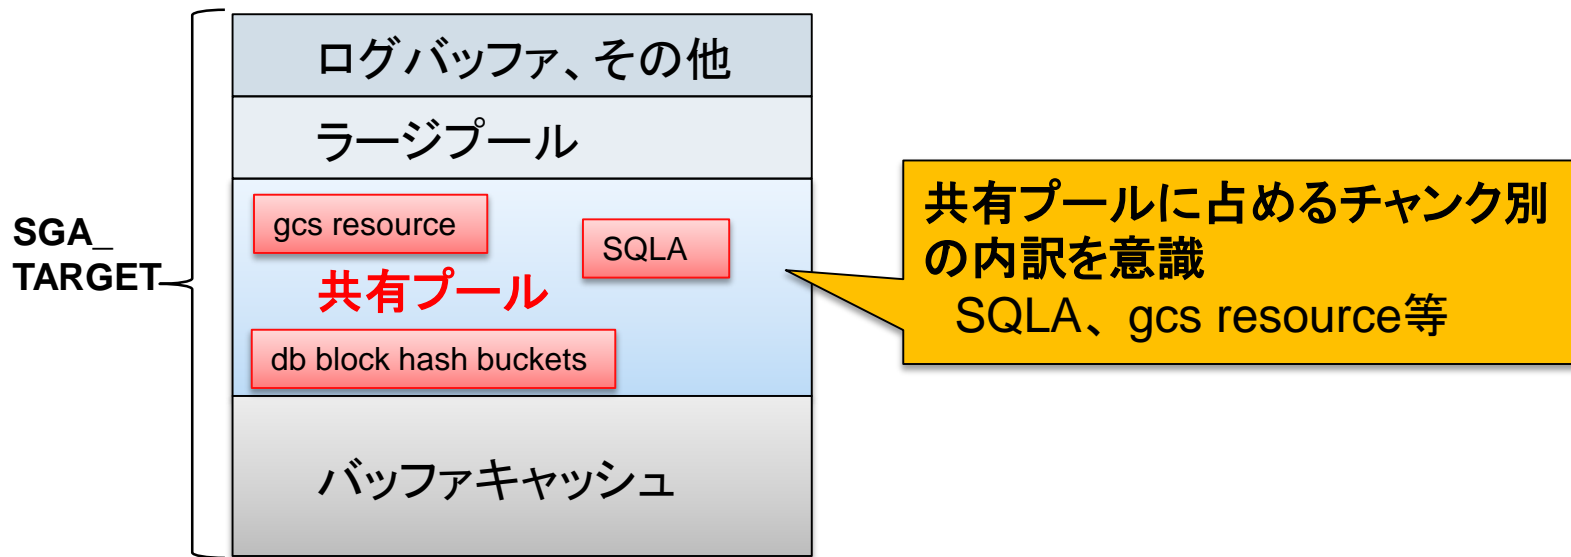 ログバッファ、その他
ラージプール
SGA_
TARGET
gcs resource
SQLA
共有プール
db block hash buckets
バッファキャッシュ
共有プールに占めるチャンク別
の内訳を意識
SQLA、gcs resource等